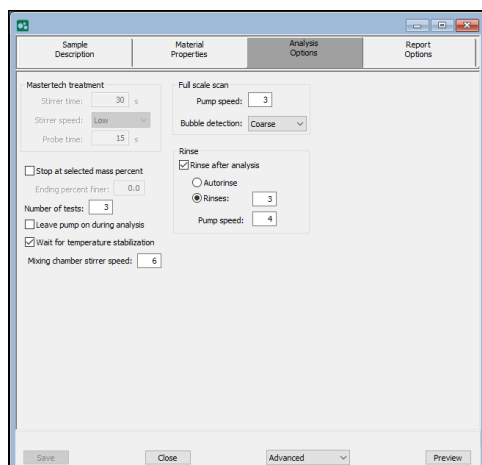 Sample
Description
Material
Properties
Analysis
Options
Report
Options
Mastertech treatment
Stirrer time: 30 s
Stirrer speed: Low
Probe time: 15 s
Stop at selected mass percent
Ending percent finer: 0.0
Number of tests: 3
Leave pump on during analysis
Wait for temperature stabilization
Mixing chamber stirrer speed: 6
Full scale scan
Pump speed: 3
Bubble detection: Coarse
Rinse
Rinse after analysis
Autorinse
Rinses: 3
Pump speed: 4
Save Close Advanced Preview